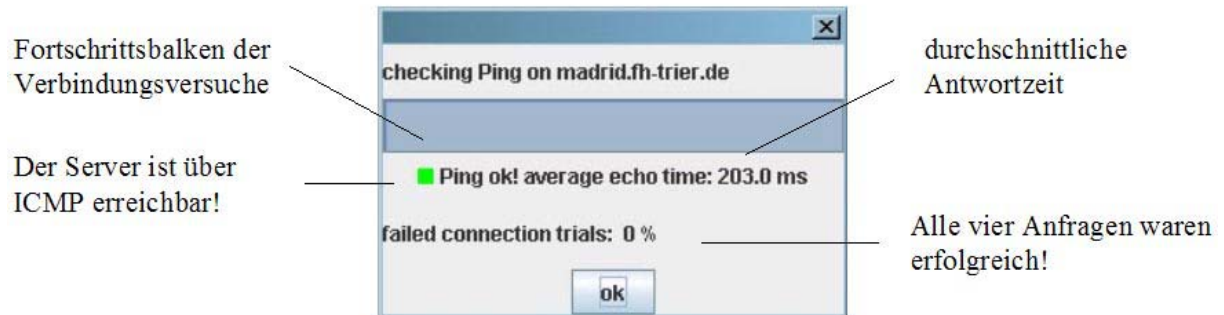 Fortschrittsbalken der
Verbindungsversuche
Der Server ist über
ICMP erreichbar!
checking Ping on madrid.fh-trier.de
Ping ok! average echo time: 203.0 ms
failed connection trials: 0 %
ok
durchschnittliche
Antwortzeit
Alle vier Anfragen waren
erfolgreich!